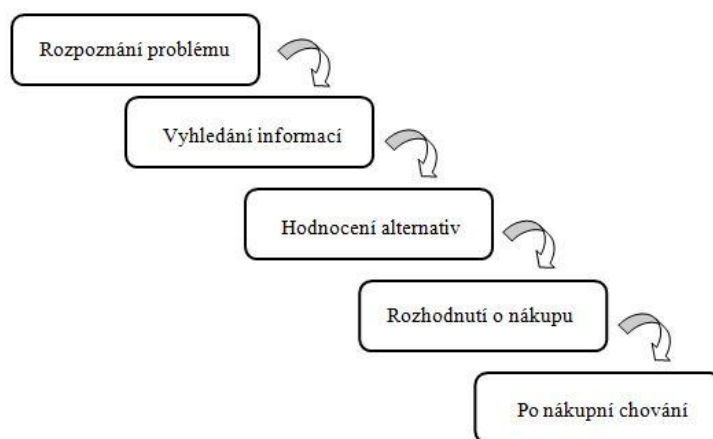 Rozpoznání problému
Vyhledání informací
Hodnocení alternativ
Rozhodnutí o nákupu
Po nákupní chování